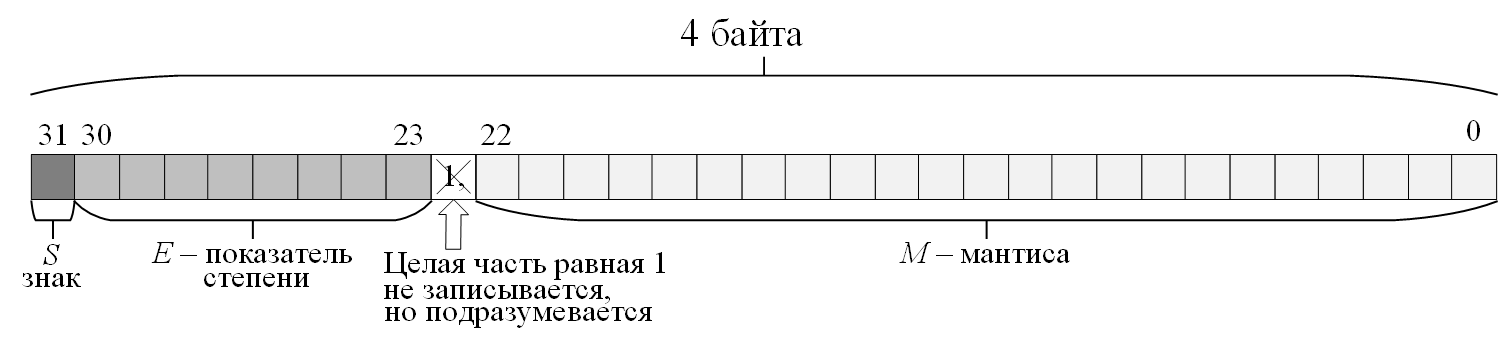 4 байта
31 30 23 22 0
1,
S
знак
E – показатель
степени
Целая часть равная 1
не записывается,
но подразумевается
M – мантиса